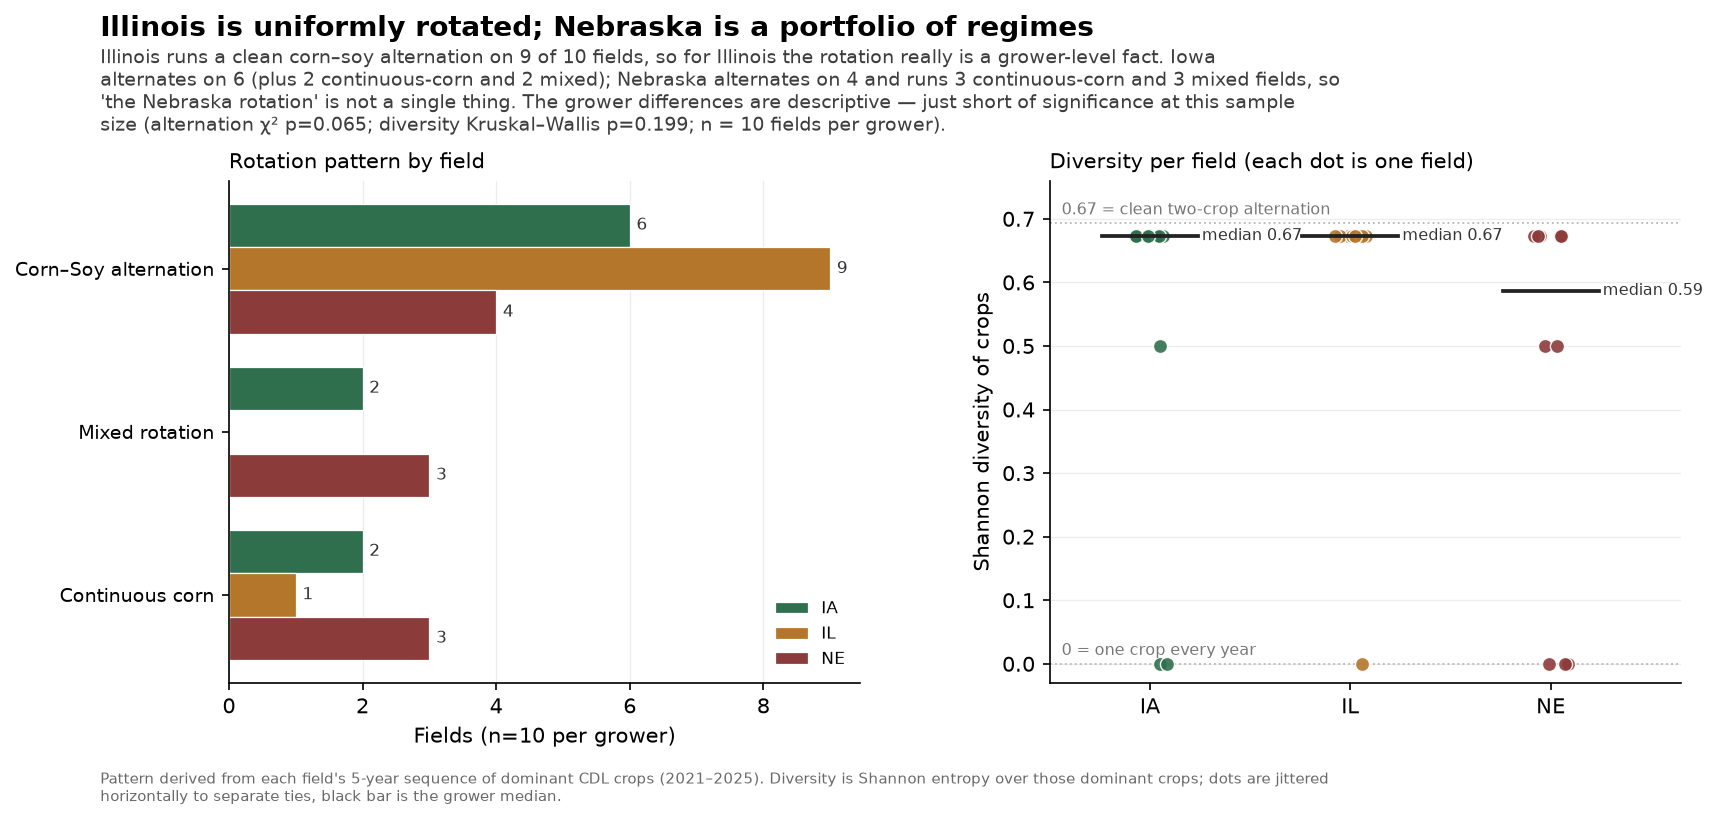 Illinois is uniformly rotated; Nebraska is a portfolio of regimes
Illinois runs a clean corn–soy alternation on 9 of 10 fields, so for Illinois the rotation really is a grower-level fact. Iowa
alternates on 6 (plus 2 continuous-corn and 2 mixed); Nebraska alternates on 4 and runs 3 continuous-corn and 3 mixed fields, so
'the Nebraska rotation' is not a single thing. The grower differences are descriptive — just short of significance at this sample
size (alternation χ² p=0.065; diversity Kruskal–Wallis p=0.199; n = 10 fields per grower).
Rotation pattern by field
Corn–Soy alternation
6
9
4
Mixed rotation
2
3
Continuous corn
2
1
3
IA
IL
NE
0 2 4 6 8
Fields (n=10 per grower)
Diversity per field (each dot is one field)
Shannon diversity of crops
0.7
0.6
0.5
0.4
0.3
0.2
0.1
0.0
0.67 = clean two-crop alternation
median 0.67
median 0.67
median 0.59
0 = one crop every year
IA IL NE
Pattern derived from each field's 5-year sequence of dominant CDL crops (2021–2025). Diversity is Shannon entropy over those dominant crops; dots are jittered
horizontally to separate ties, black bar is the grower median.